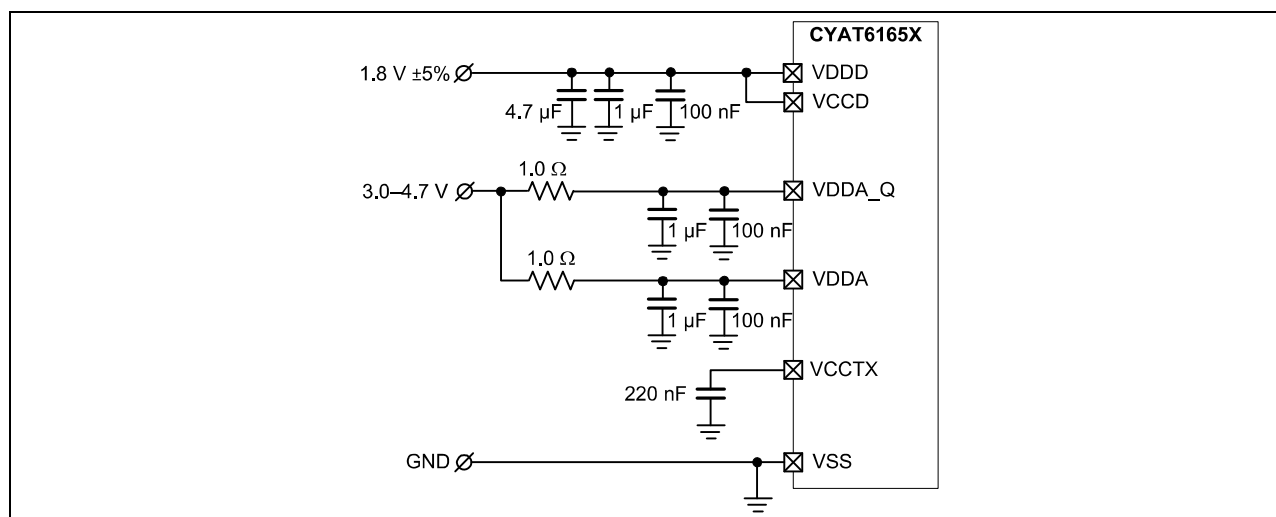 CYAT6165X
1.8 V ±5%
VDDD
VCCD
4.7 µF
1 µF
100 nF
1.0 Ω
3.0–4.7 V
VDDA_Q
1 µF
100 nF
1.0 Ω
VDDA
1 µF
100 nF
VCCTX
220 nF
GND
VSS